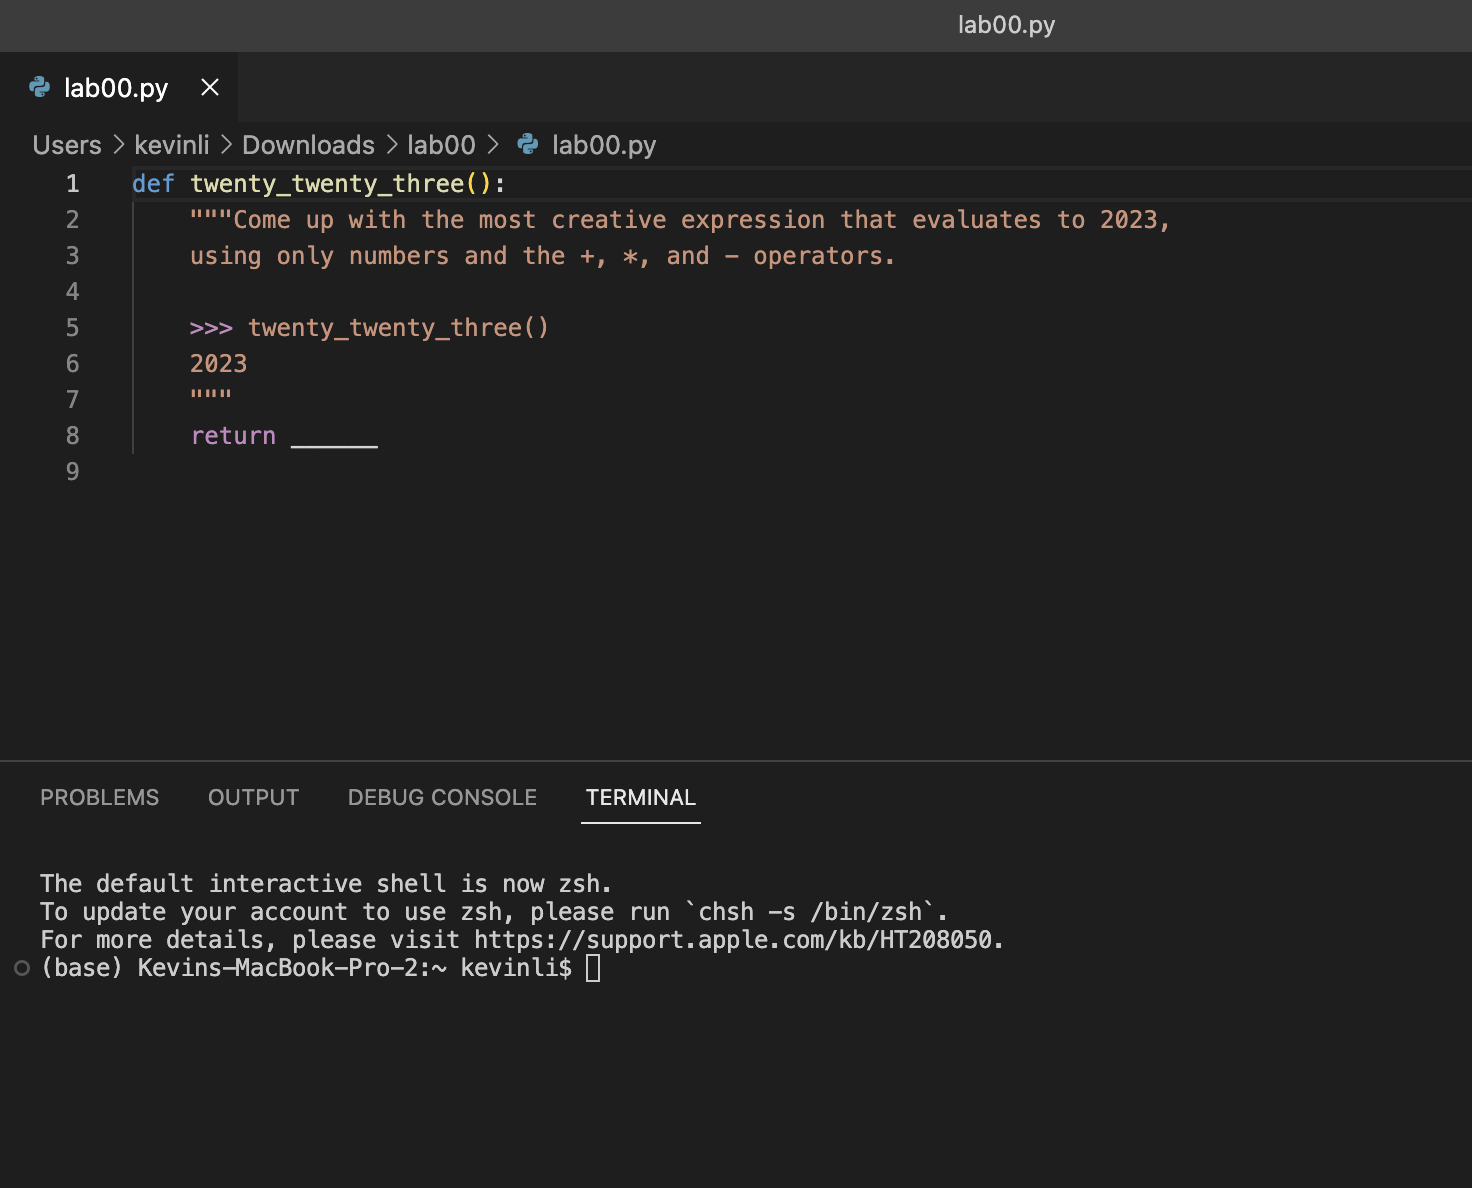 lab00.py
lab00.py
Users > kevinli > Downloads > lab00 > lab00.py
1 def twenty_twenty_three():
2 """Come up with the most creative expression that evaluates to 2023,
3 using only numbers and the +, *, and - operators.
4
5 >>> twenty_twenty_three()
6 2023
7 """
8 return ______
9
PROBLEMS OUTPUT DEBUG CONSOLE TERMINAL
The default interactive shell is now zsh.
To update your account to use zsh, please run `chsh -s /bin/zsh`.
For more details, please visit https://support.apple.com/kb/HT208050.
(base) Kevins-MacBook-Pro-2:~ kevinli$